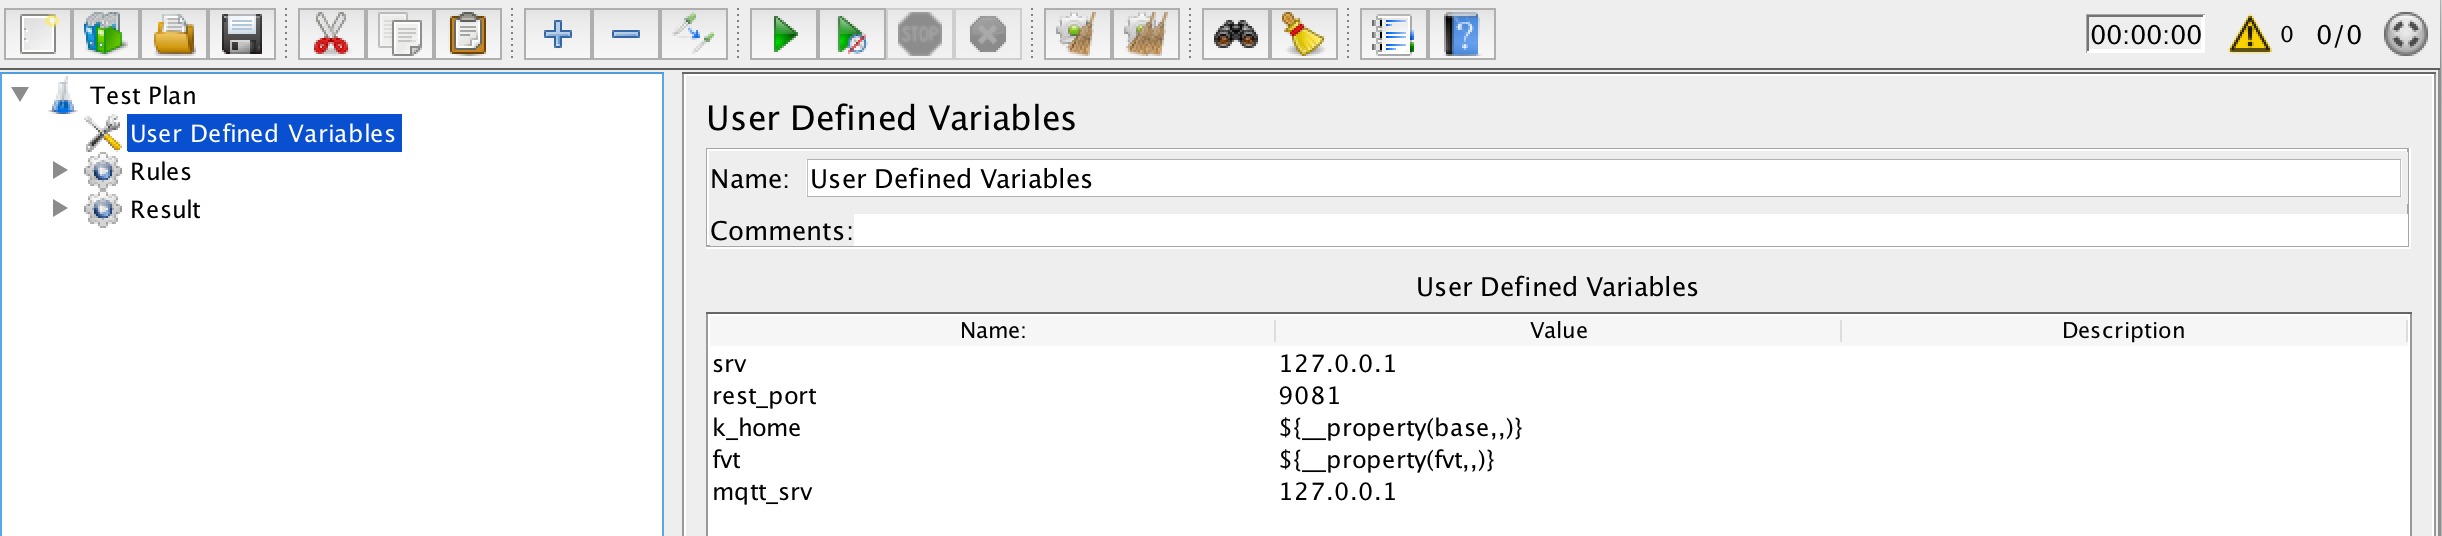 STOP
00:00:00 0 0/0
Test Plan
User Defined Variables
Rules
Result
User Defined Variables
Name: User Defined Variables
Comments:
User Defined Variables
Name: Value Description
srv 127.0.0.1
rest_port 9081
k_home ${__property(base,,)}
fvt ${__property(fvt,,)}
mqtt_srv 127.0.0.1